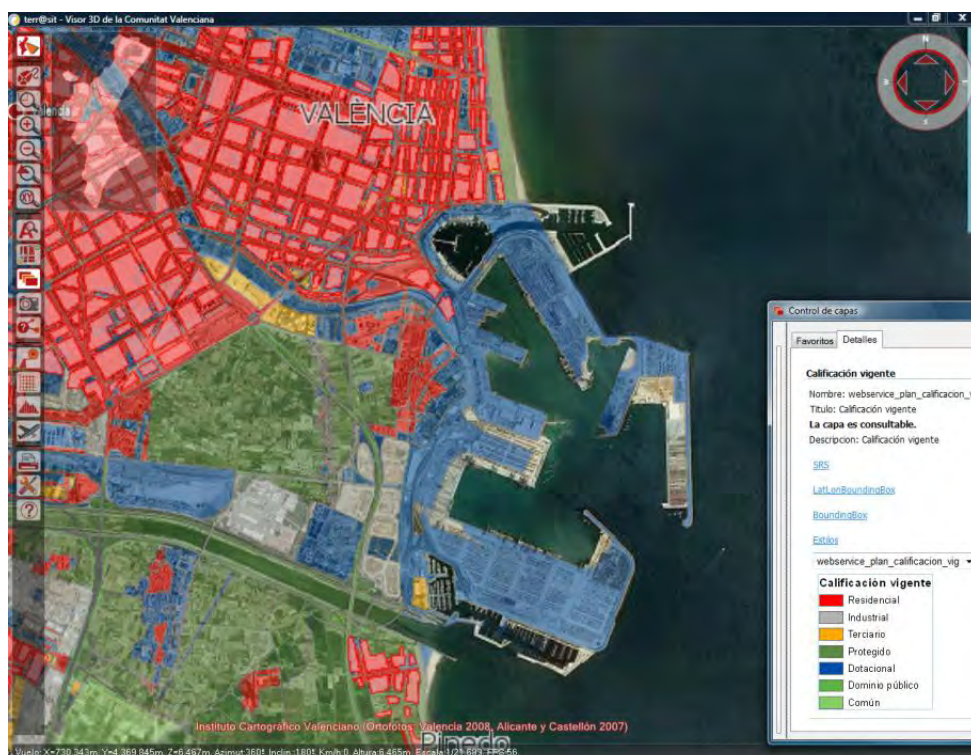 terr@sit - Visor 3D de la Comunitat Valenciana
N
València
VALÈNCIA
S
Control de capas
Favoritos Detalles
Calificación vigente
Nombre: webservice_plan_calificacion_
Titulo: Calificación vigente
La capa es consultable.
Descripcion: Calificación vigente
SRS
LatLonBoundingBox
BoundingBox
Estilos
webservice_plan_calificacion_vig
Calificación vigente
Residencial
Industrial
Terciario
Protegido
Dotacional
Dominio público
Común
Instituto Cartográfico Valenciano (Ortofotos: Valencia 2008, Alicante y Castellón 2007)
Pinedo